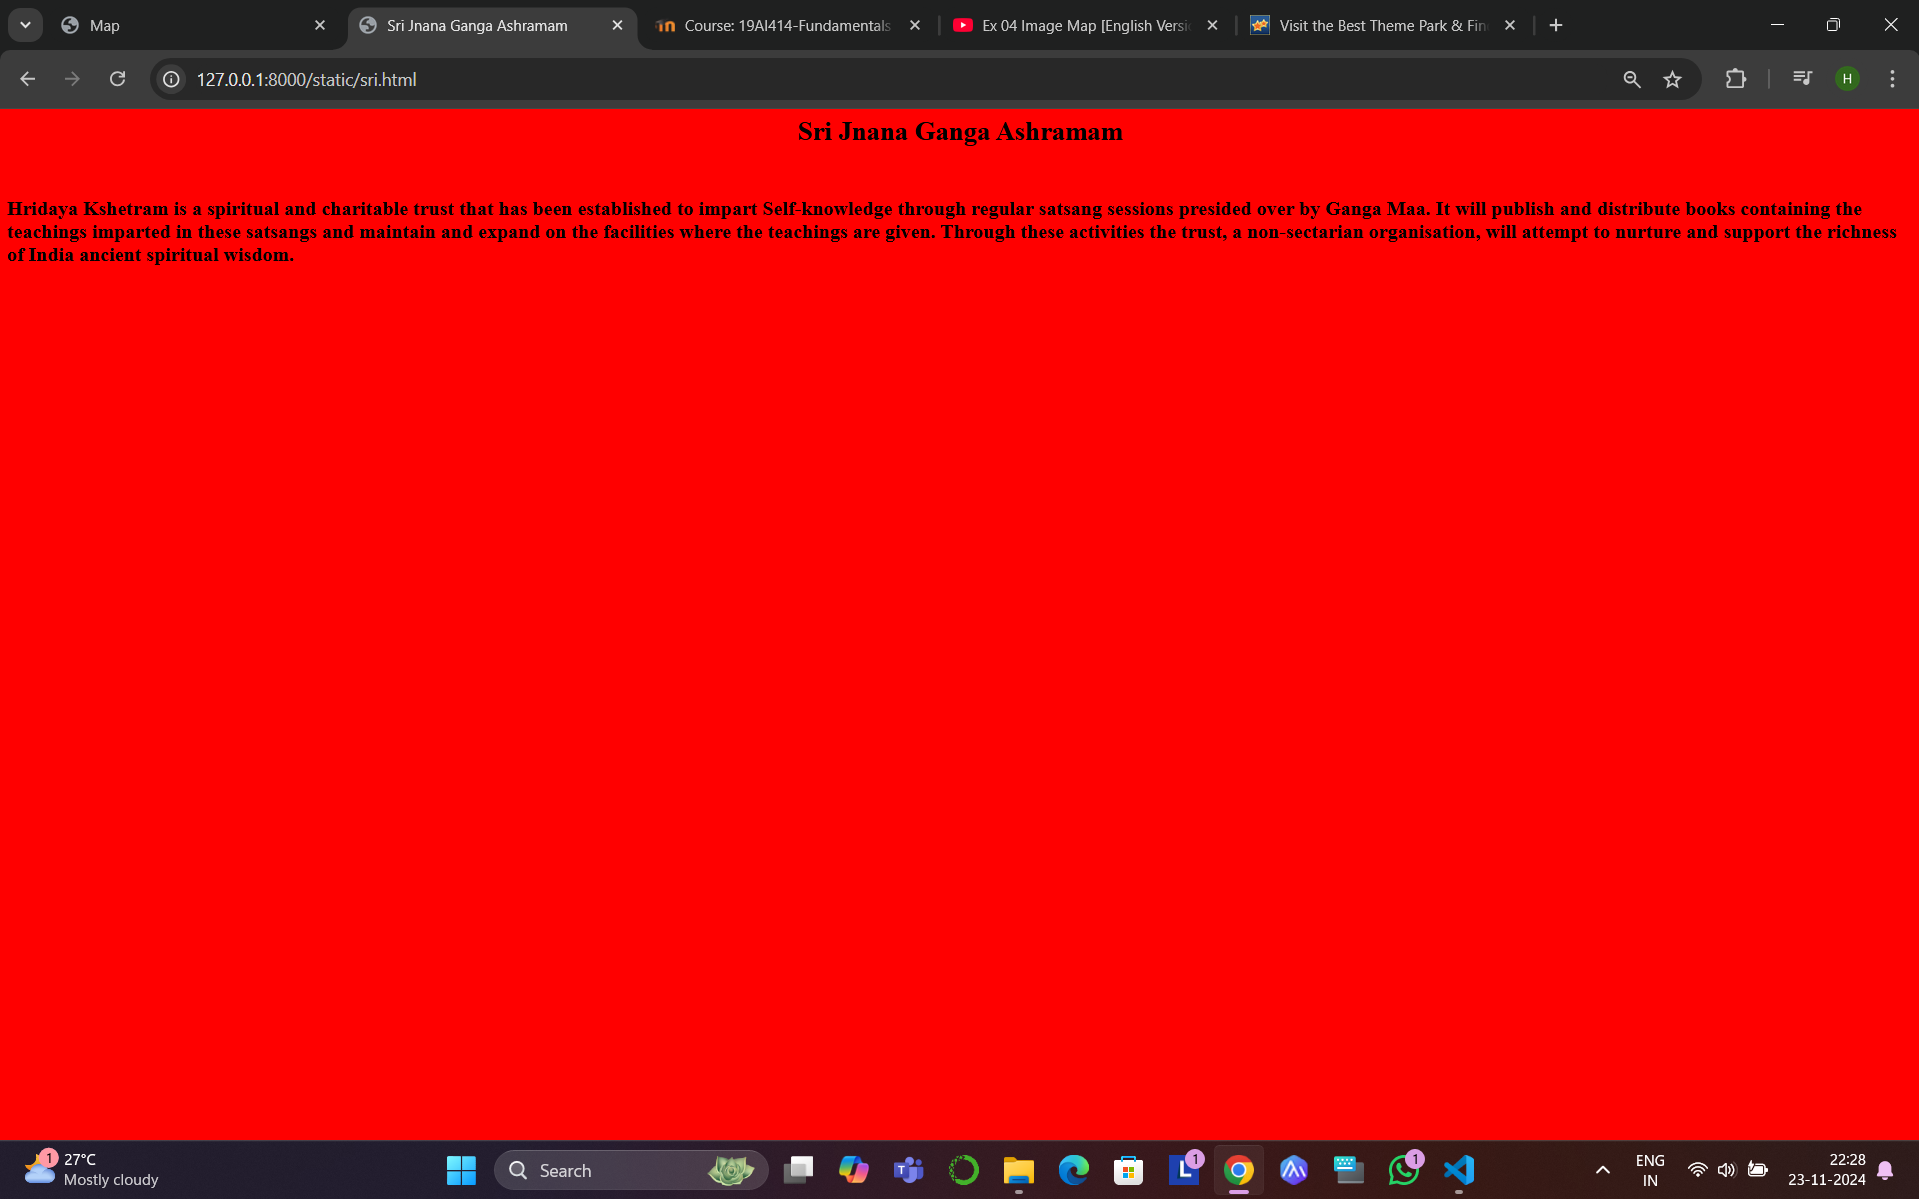 Map
Sri Jnana Ganga Ashramam
Course: 19AI414-Fundamentals
Ex 04 Image Map [English Versi
Visit the Best Theme Park & Fin
127.0.0.1:8000/static/sri.html
H
Sri Jnana Ganga Ashramam
Hridaya Kshetram is a spiritual and charitable trust that has been established to impart Self-knowledge through regular satsang sessions presided over by Ganga Maa. It will publish and distribute books containing the
teachings imparted in these satsangs and maintain and expand on the facilities where the teachings are given. Through these activities the trust, a non-sectarian organisation, will attempt to nurture and support the richness
of India ancient spiritual wisdom.
1
27°C
Mostly cloudy
Search
T
L
1
1
ENG
IN
22:28
23-11-2024